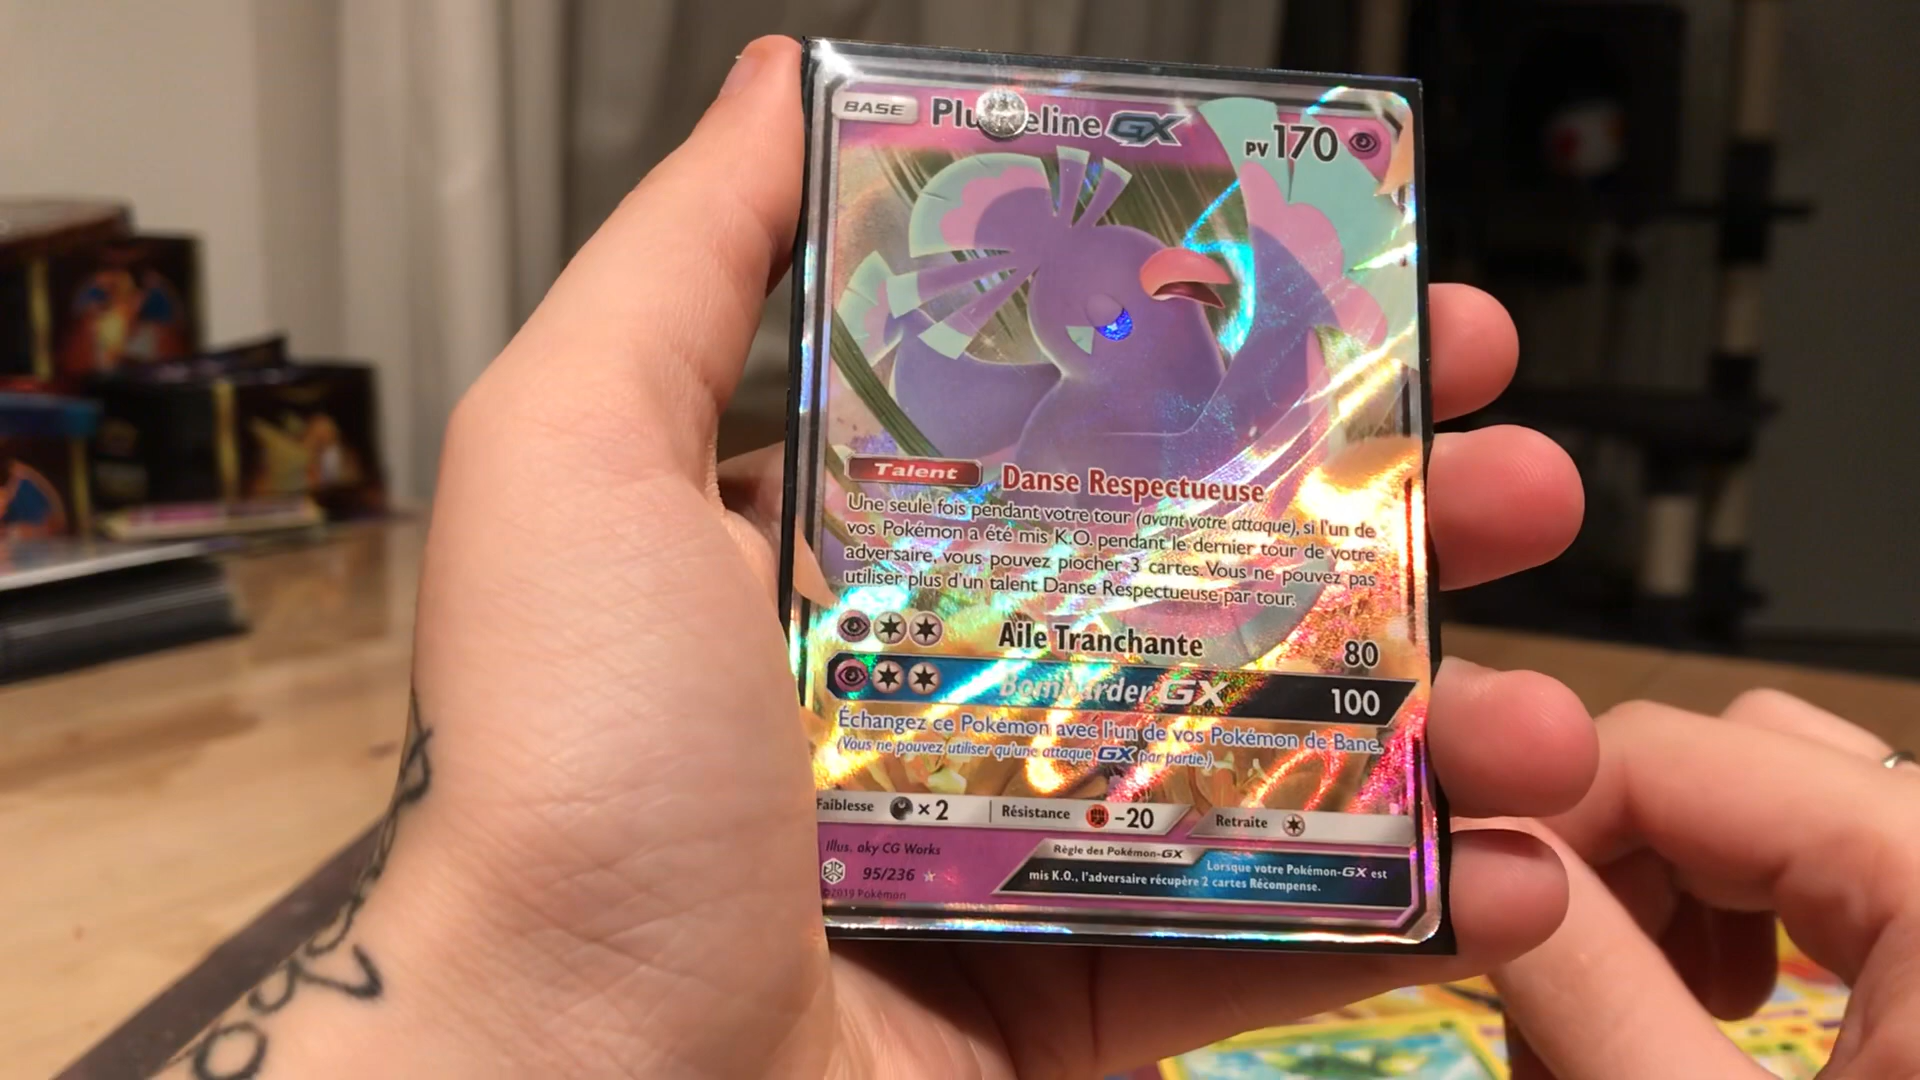 BASE
GX
PV 170
Talent
Danse Respectueuse
Une seule fois pendant votre tour (avant votre attaque), si l'un de
vos Pokémon a été mis K.O. pendant le dernier tour de votre
adversaire, vous pouvez piocher 3 cartes. Vous ne pouvez pas
utiliser plus d'un talent Danse Respectueuse par tour.
Aile Tranchante 80
Bombarder GX 100
Échangez ce Pokémon avec l'un de vos Pokémon de Banc.
(Vous ne pouvez utiliser qu'une attaque GX par partie.)
Faiblesse ×2 Résistance -20 Retraite
Illus. aky CG Works
95/236
©2019 Pokémon
Règle des Pokémon-GX
Lorsque votre Pokémon-GX est
mis K.O., l'adversaire récupère 2 cartes Récompense.